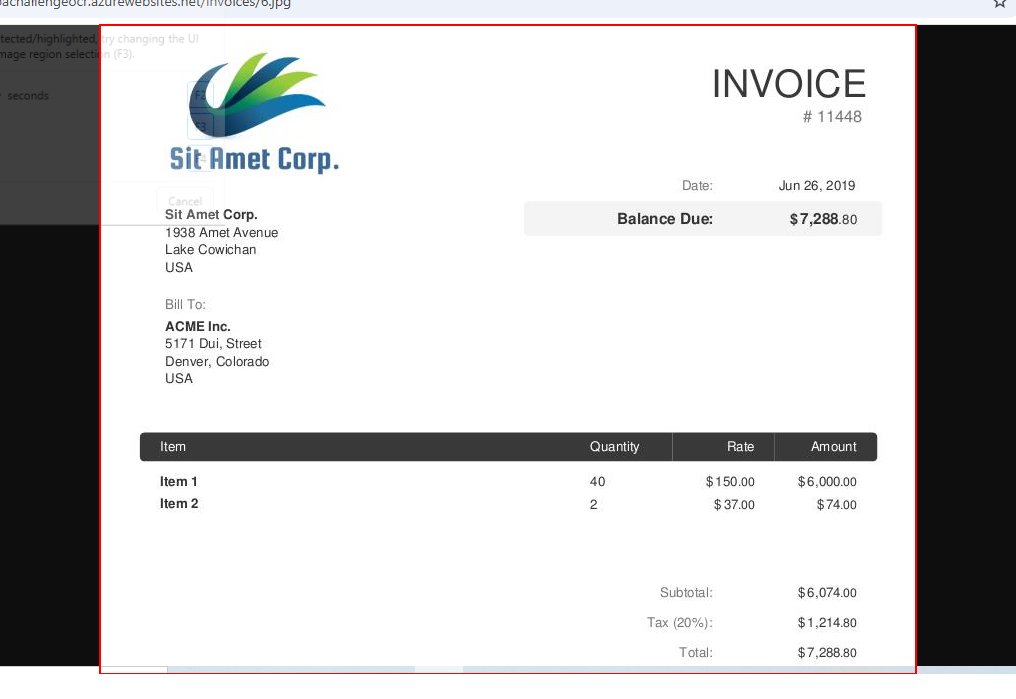 achallengeocr.azurewebsites.net/invoices/6.jpg
tected/highlighted, try changing the UI
mage region selection (F3).
seconds
F2
F3
Cancel
Sit Amet Corp.
INVOICE
# 11448
Date: Jun 26, 2019
Balance Due: $7,288.80
Sit Amet Corp.
1938 Amet Avenue
Lake Cowichan
USA
Bill To:
ACME Inc.
5171 Dui, Street
Denver, Colorado
USA
Item Quantity Rate Amount
Item 1 40 $150.00 $6,000.00
Item 2 2 $37.00 $74.00
Subtotal: $6,074.00
Tax (20%): $1,214.80
Total: $7,288.80